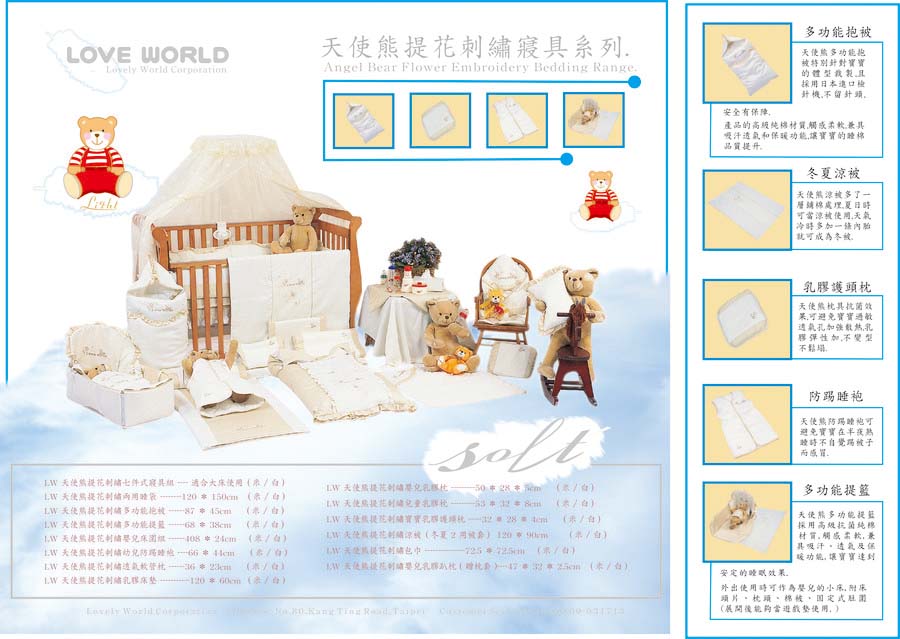 LOVE WORLD
Lovely World Corporation
天使熊提花刺繡寢具系列.
Angel Bear Flower Embroidery Bedding Range.
solt
LW 天使熊提花刺繡七件式寢具組 — 適合大床使用 (米/白)
LW 天使熊提花刺繡兩用睡袋 -------120 * 150cm (米/白)
LW 天使熊提花刺繡多功能抱被 -----87 * 45cm (米/白)
LW 天使熊提花刺繡多功能提籃 -----68 * 38cm (米/白)
LW 天使熊提花刺繡嬰兒床圍組 -----408 * 24cm (米/白)
LW 天使熊提花刺繡幼兒防踢睡袍 ----66 * 44cm (米/白)
LW 天使熊提花刺繡透氣軟管枕 -----36 * 23cm (米/白)
LW 天使熊提花刺繡乳膠床墊 -----------120 * 60cm (米/白)
LW 天使熊提花刺繡嬰兒乳膠枕 --------50 * 28 * 5cm (米/白)
LW 天使熊提花刺繡兒童乳膠枕 --------53 * 32 * 8cm (米/白)
LW 天使熊提花刺繡寶寶乳膠護頭枕 ----32 * 28 * 4cm (米/白)
LW 天使熊提花刺繡涼被 (冬夏2用被套) 120 * 90cm (米/白)
LW 天使熊提花刺繡包巾 -----------72.5 * 72.5cm (米/白)
LW 天使熊提花刺繡嬰兒乳膠趴枕 (睡枕套)---47 * 32 * 2.5cm (米/白)
Lovely World Corporation No.80,Kang Ting Road,Taipei
多功能抱被
天使熊多功能抱
被特別針對寶寶
的體型裁製,且
採用日本進口檢
針機,不留針頭,
安全有保障.
產品的高級純棉材質,觸感柔軟,兼具
吸汗透氣和保暖功能,讓寶寶的睡棉
品質提升.
冬夏涼被
天使熊涼被多了一
層鋪棉處理,夏日時
可當涼被使用,天氣
冷時多加一條內胎
就可成為冬被.
乳膠護頭枕
天使熊枕具抗菌效
果,可避免寶寶過敏
透氣孔加強散熱,乳
膠彈性加,不變型
不鬆塌.
防踢睡袍
天使熊防踢睡袍可
避免寶寶在半夜熟
睡時不自覺踢被子
而感冒.
多功能提籃
天使熊多功能提籃
採用高級抗菌純棉
材質,觸感柔軟,兼
具吸汗,透氣及保
暖功能,讓寶寶達到
安定的睡眠效果.
外出使用時可作為嬰兒的小床,附床
頭片、枕頭、棉被、固定式肚圍
(展開後能夠當遊戲墊使用.)